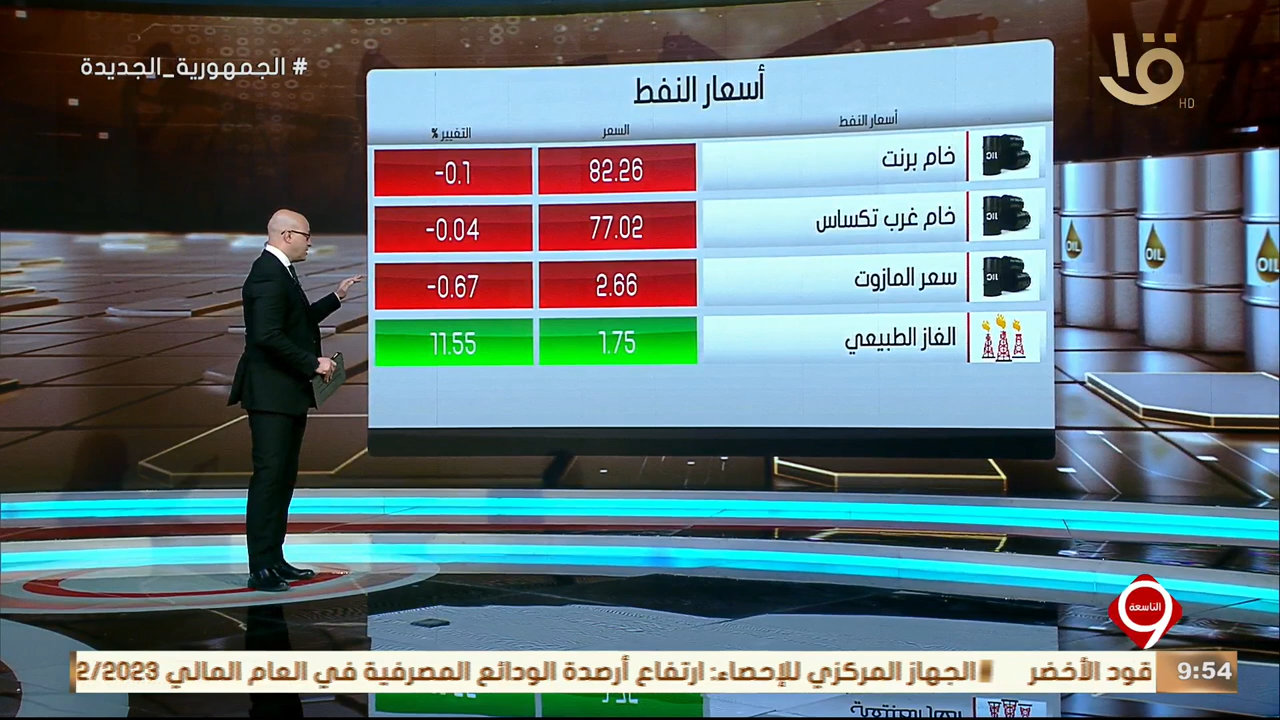 #الجمهورية_الجديدة
HD
أسعار النفط
أسعار النفط السعر التغيير %
خام برنت 82.26 -0.1
خام غرب تكساس 77.02 -0.04
سعر المازوت 2.66 -0.67
الغاز الطبيعي 1.75 11.55
OIL
OIL
OIL
التاسعة
9
9:54 قود الأخضر الجهاز المركزي للإحصاء: ارتفاع أرصدة الودائع المصرفية في العام المالي 2/2023